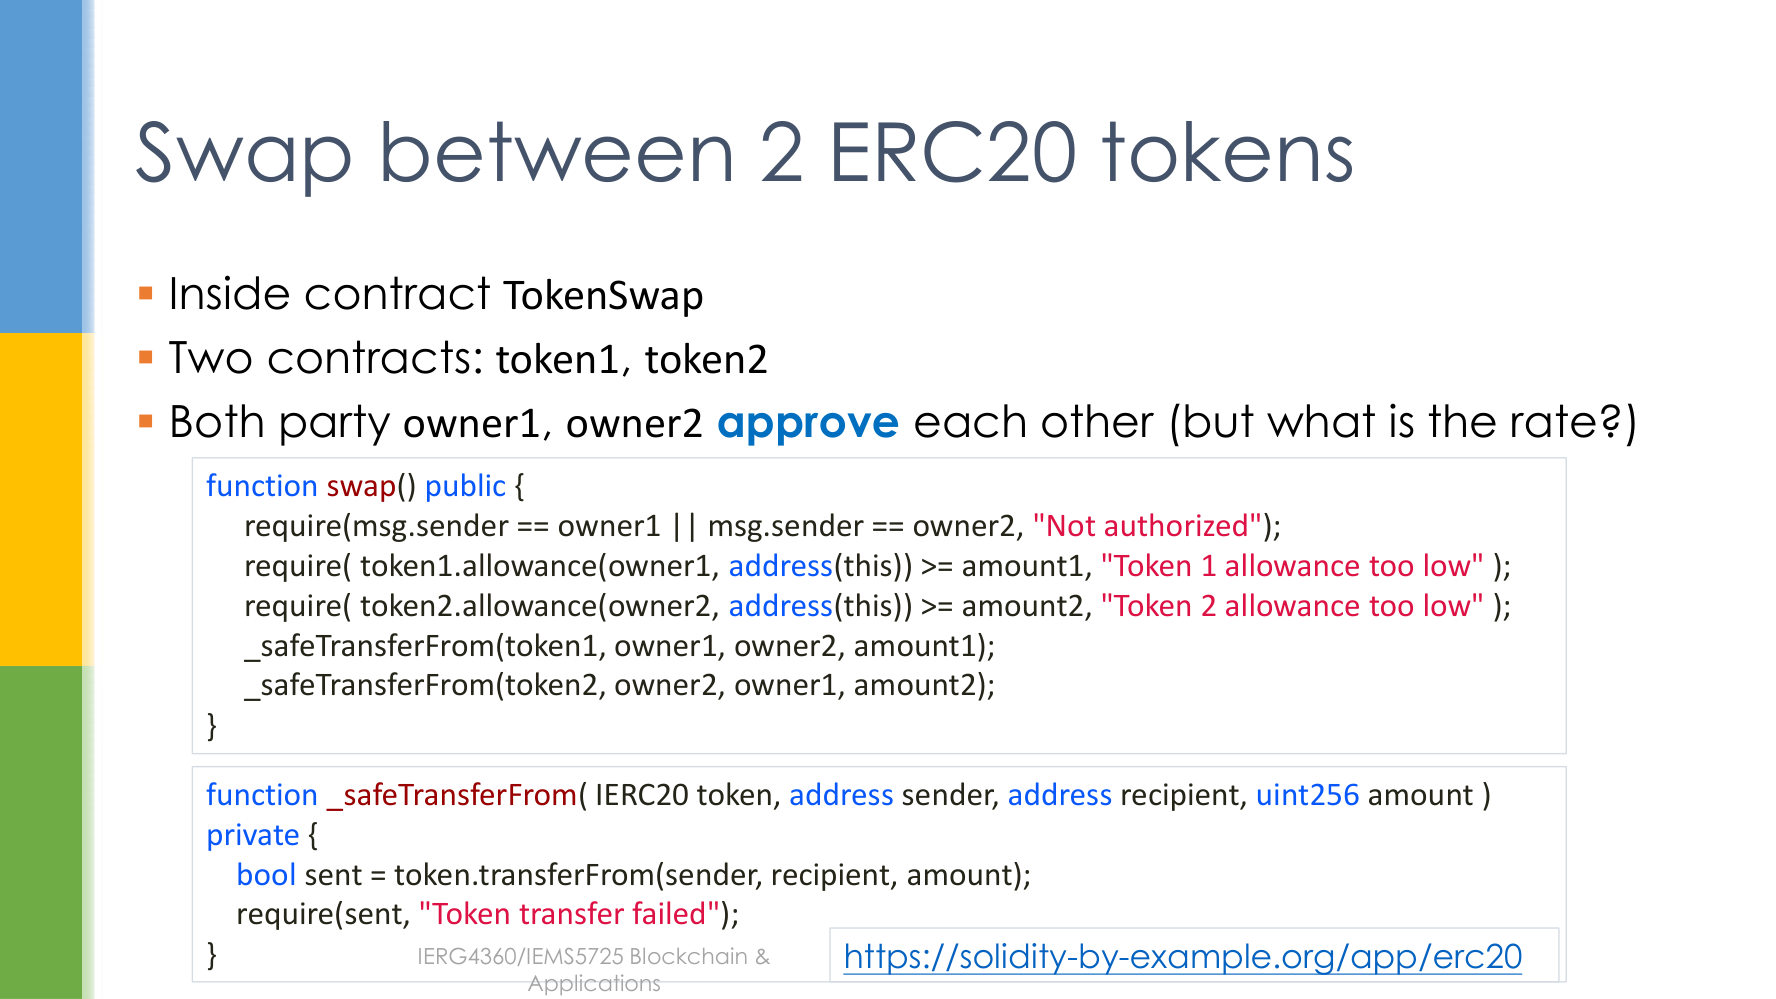 Swap between 2 ERC20 tokens
Inside contract TokenSwap
Two contracts: token1, token2
Both party owner1, owner2 approve each other (but what is the rate?)
function swap() public {
require(msg.sender == owner1 || msg.sender == owner2, "Not authorized");
require( token1.allowance(owner1, address(this)) >= amount1, "Token 1 allowance too low" );
require( token2.allowance(owner2, address(this)) >= amount2, "Token 2 allowance too low" );
_safeTransferFrom(token1, owner1, owner2, amount1);
_safeTransferFrom(token2, owner2, owner1, amount2);
}
function _safeTransferFrom( IERC20 token, address sender, address recipient, uint256 amount )
private {
bool sent = token.transferFrom(sender, recipient, amount);
require(sent, "Token transfer failed");
}
IERG4360/IEMS5725 Blockchain &
Applications
https://solidity-by-example.org/app/erc20